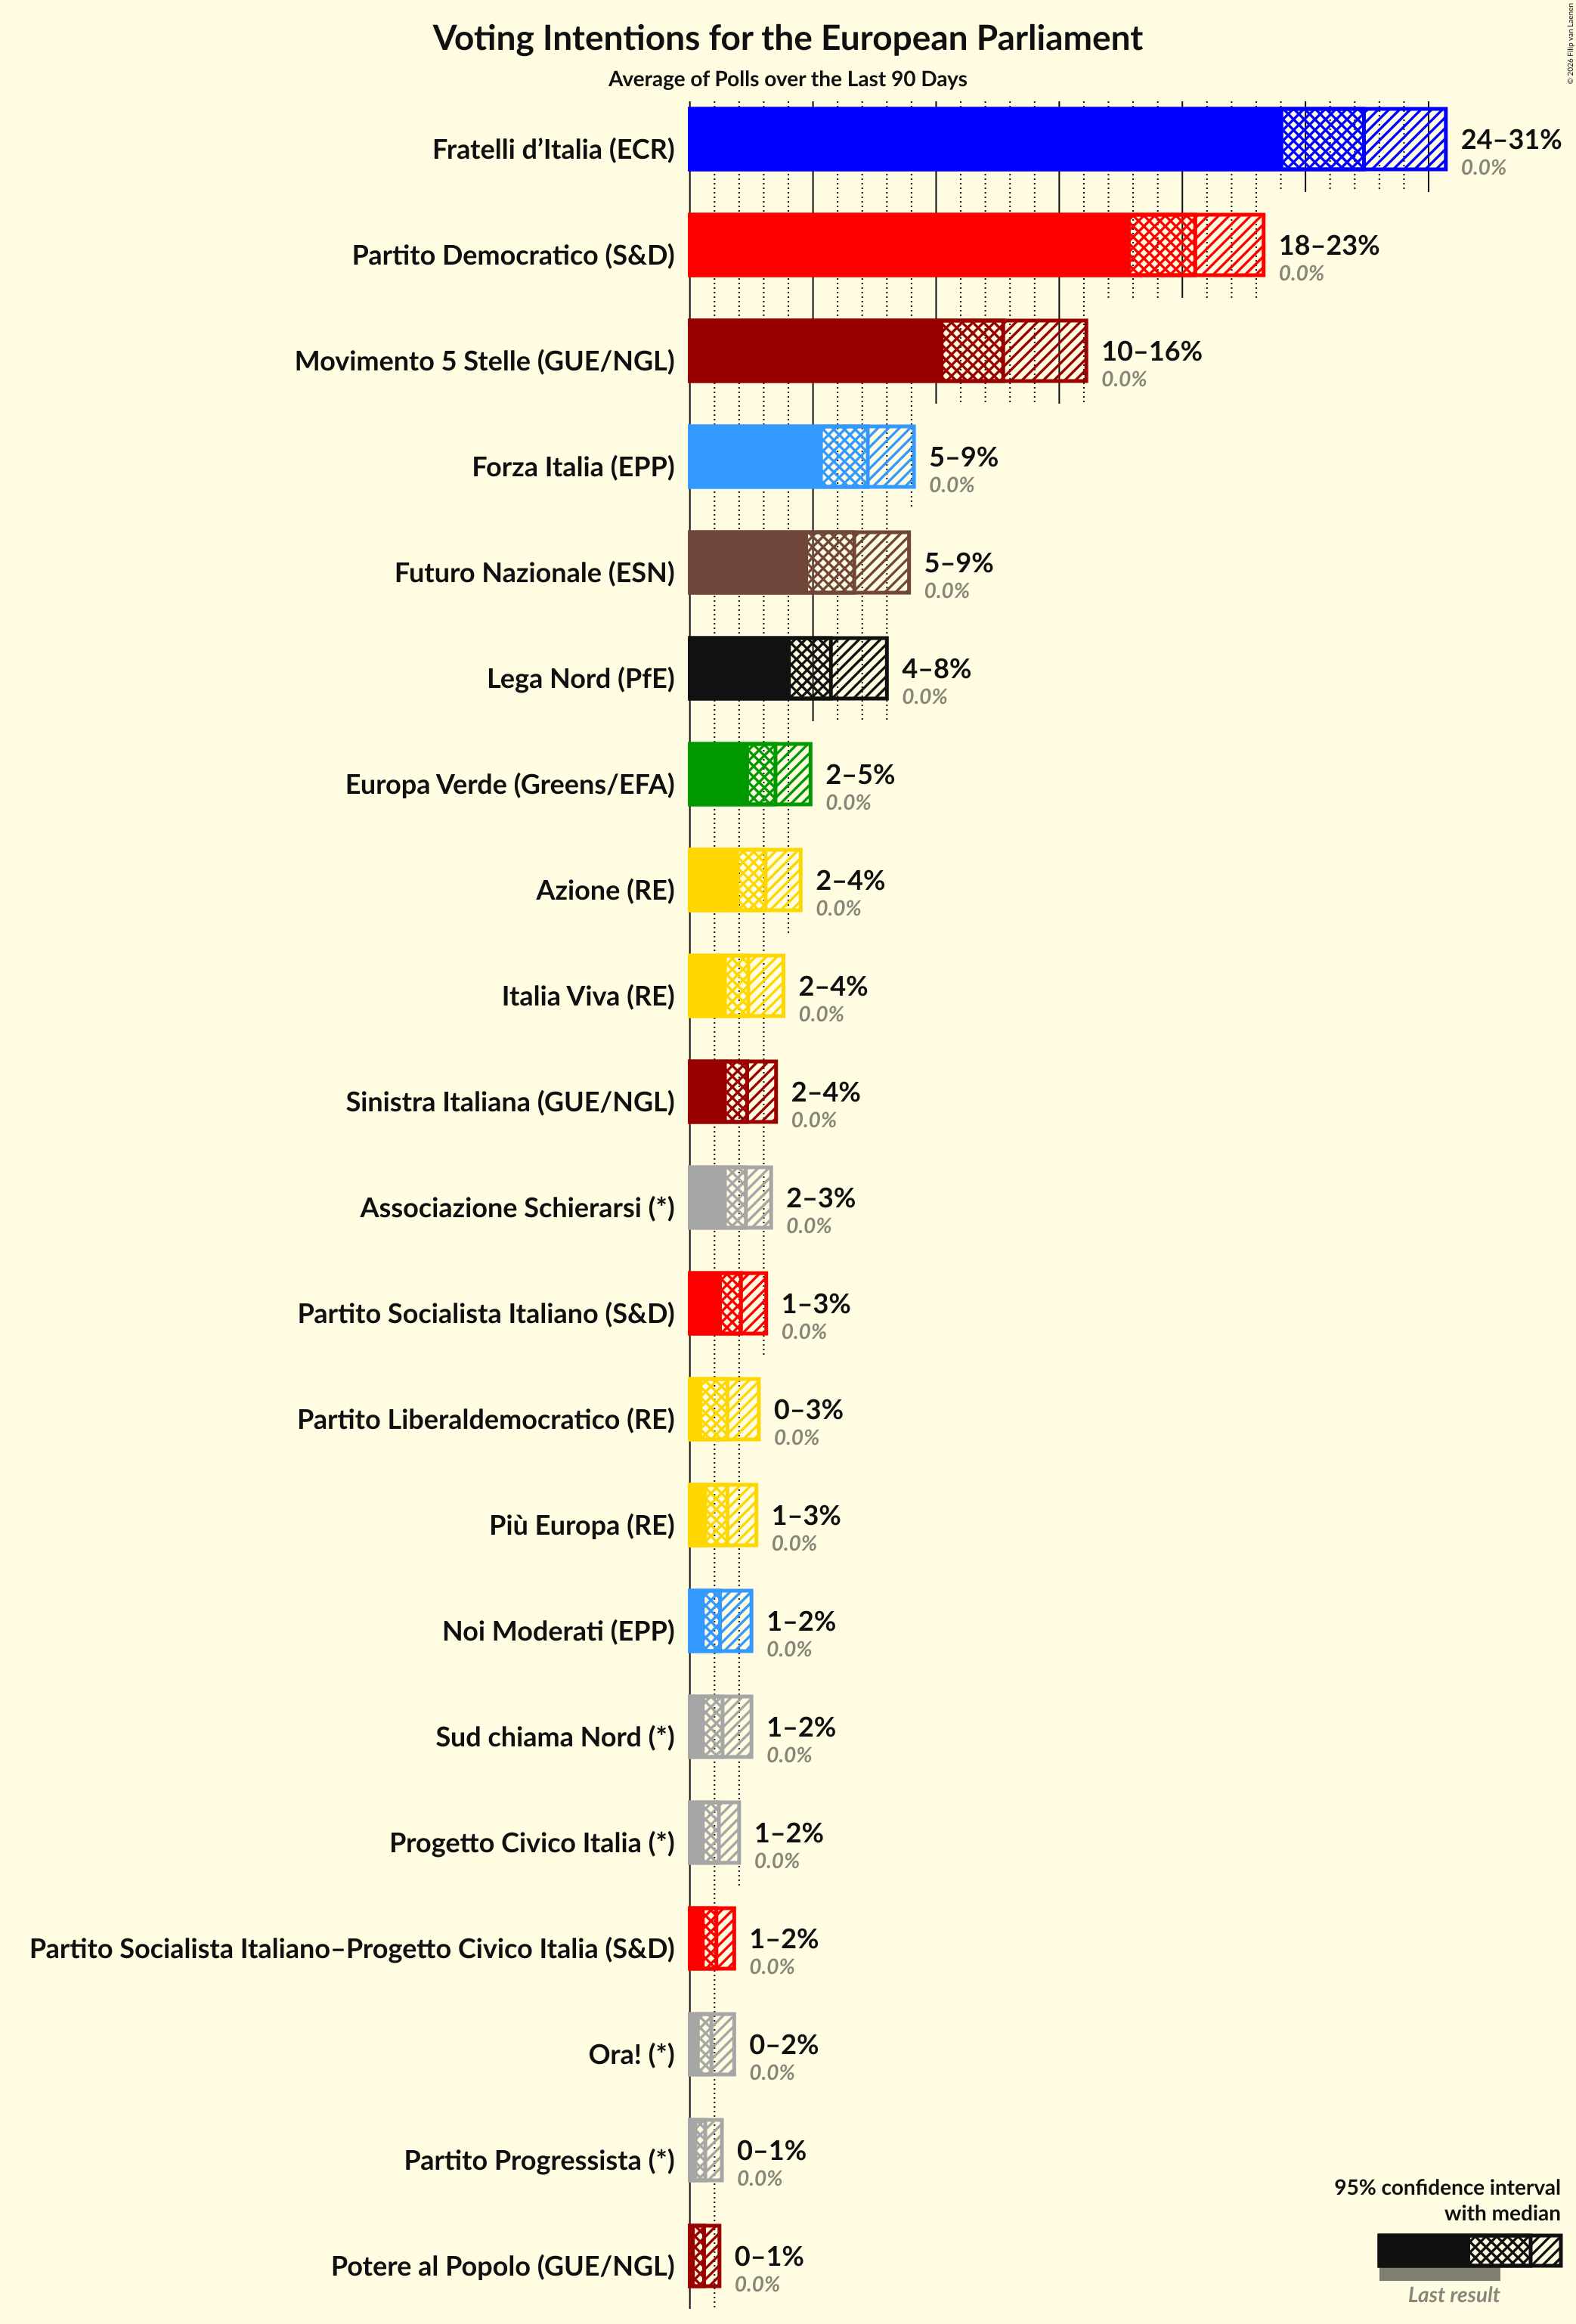 Voting Intentions for the European Parliament
Average of Polls over the Last 90 Days
© 2026 Filip van Laenen
Fratelli d’Italia (ECR)
24–31%
0.0%
Partito Democratico (S&D)
18–23%
0.0%
Movimento 5 Stelle (GUE/NGL)
10–16%
0.0%
Forza Italia (EPP)
5–9%
0.0%
Futuro Nazionale (ESN)
5–9%
0.0%
Lega Nord (PfE)
4–8%
0.0%
Europa Verde (Greens/EFA)
2–5%
0.0%
Azione (RE)
2–4%
0.0%
Italia Viva (RE)
2–4%
0.0%
Sinistra Italiana (GUE/NGL)
2–4%
0.0%
Associazione Schierarsi (*)
2–3%
0.0%
Partito Socialista Italiano (S&D)
1–3%
0.0%
Partito Liberaldemocratico (RE)
0–3%
0.0%
Più Europa (RE)
1–3%
0.0%
Noi Moderati (EPP)
1–2%
0.0%
Sud chiama Nord (*)
1–2%
0.0%
Progetto Civico Italia (*)
1–2%
0.0%
Partito Socialista Italiano–Progetto Civico Italia (S&D)
1–2%
0.0%
Ora! (*)
0–2%
0.0%
Partito Progressista (*)
0–1%
0.0%
Potere al Popolo (GUE/NGL)
0–1%
0.0%
95% confidence interval
with median
Last result